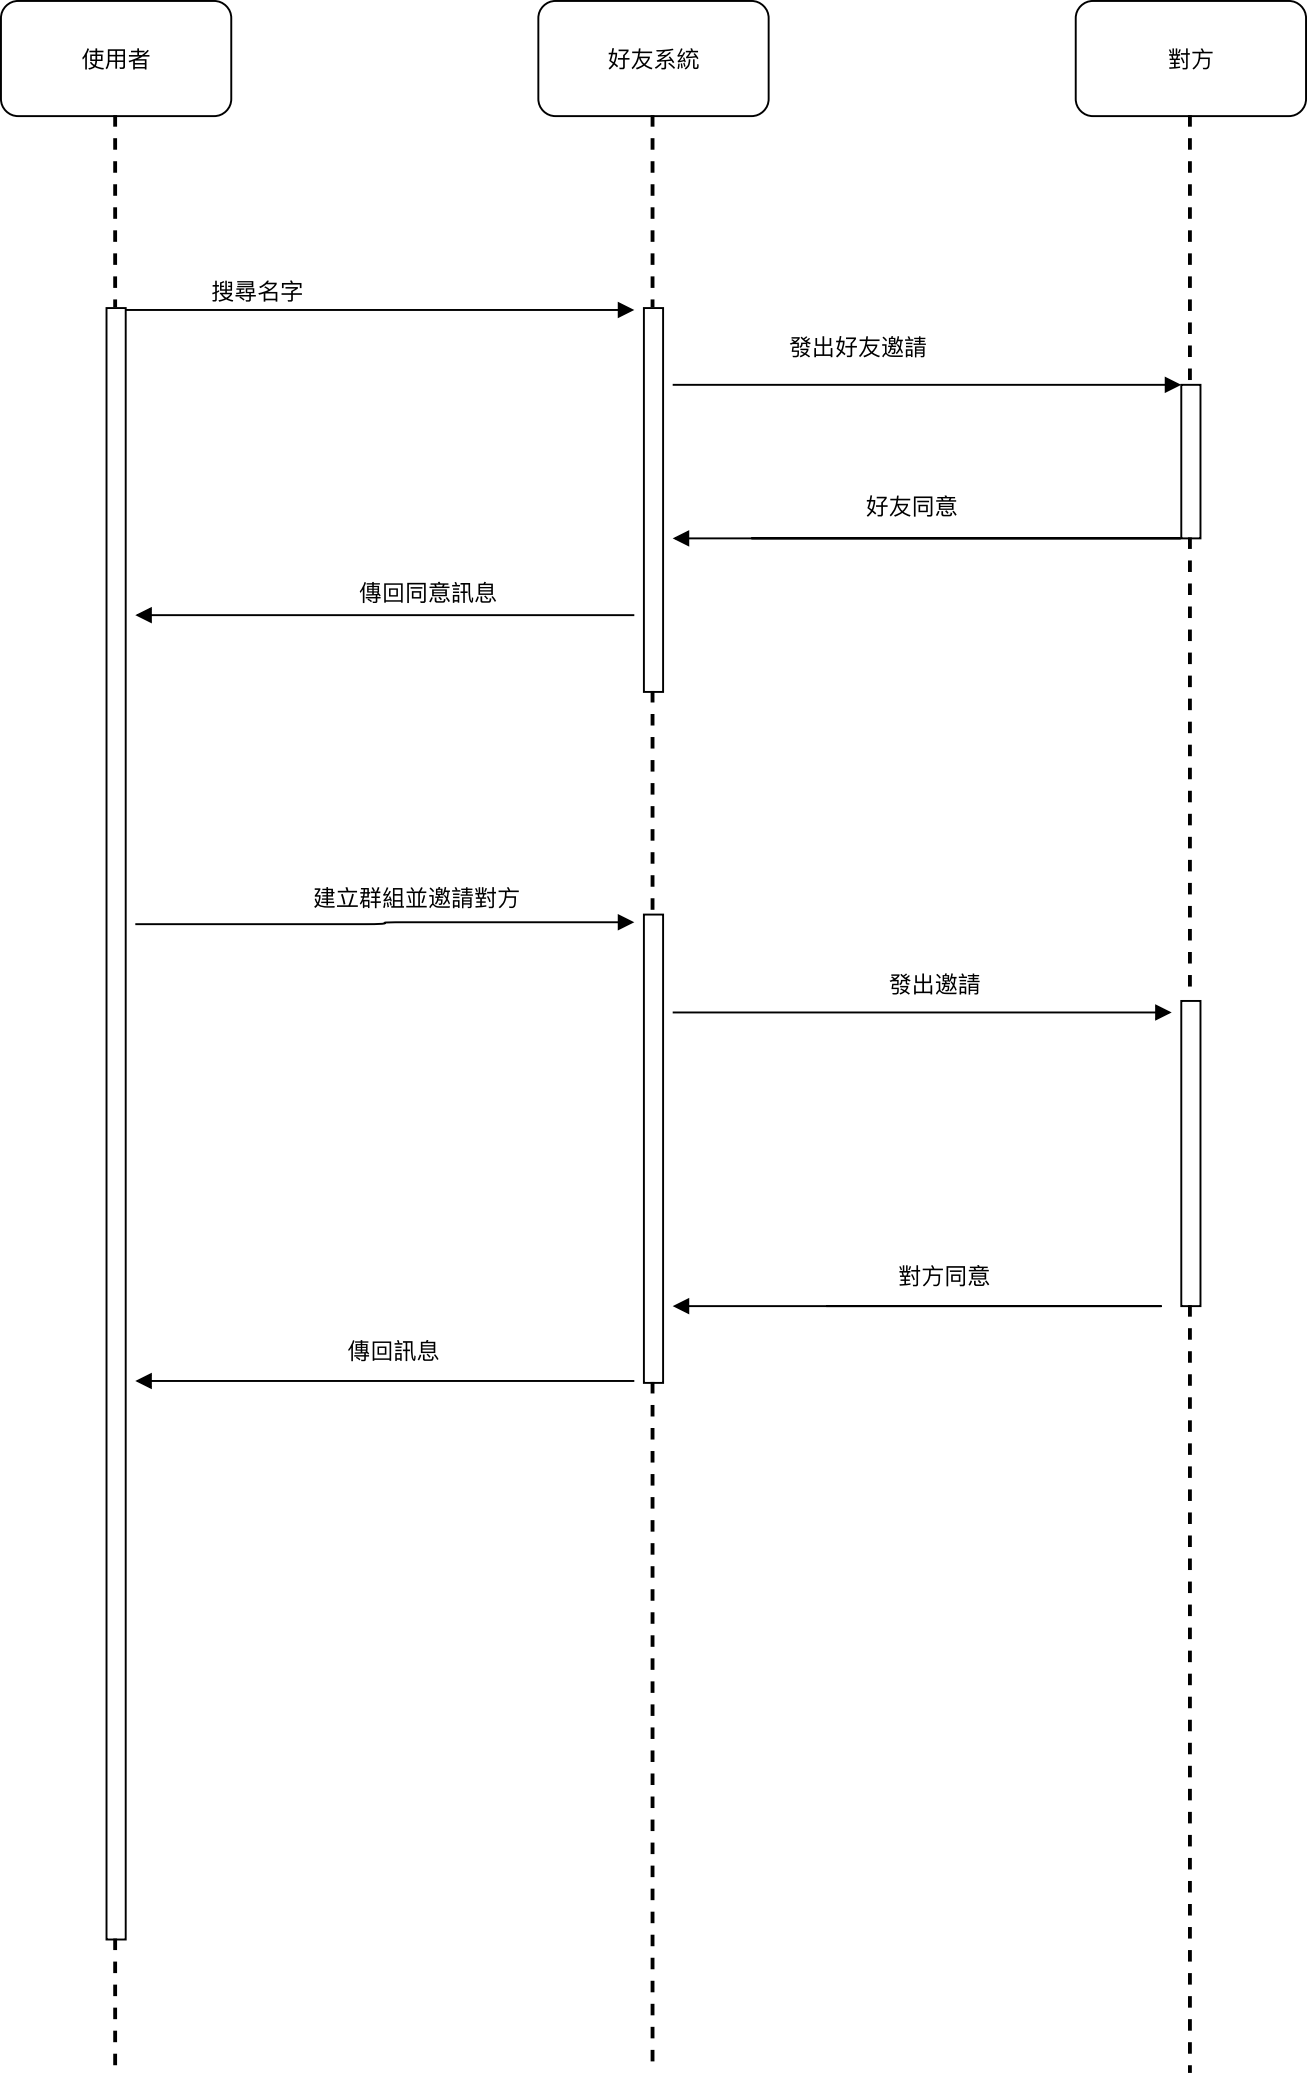 使用者
好友系統
對方
搜尋名字
發出好友邀請
好友同意
傳回同意訊息
建立群組並邀請對方
發出邀請
對方同意
傳回訊息